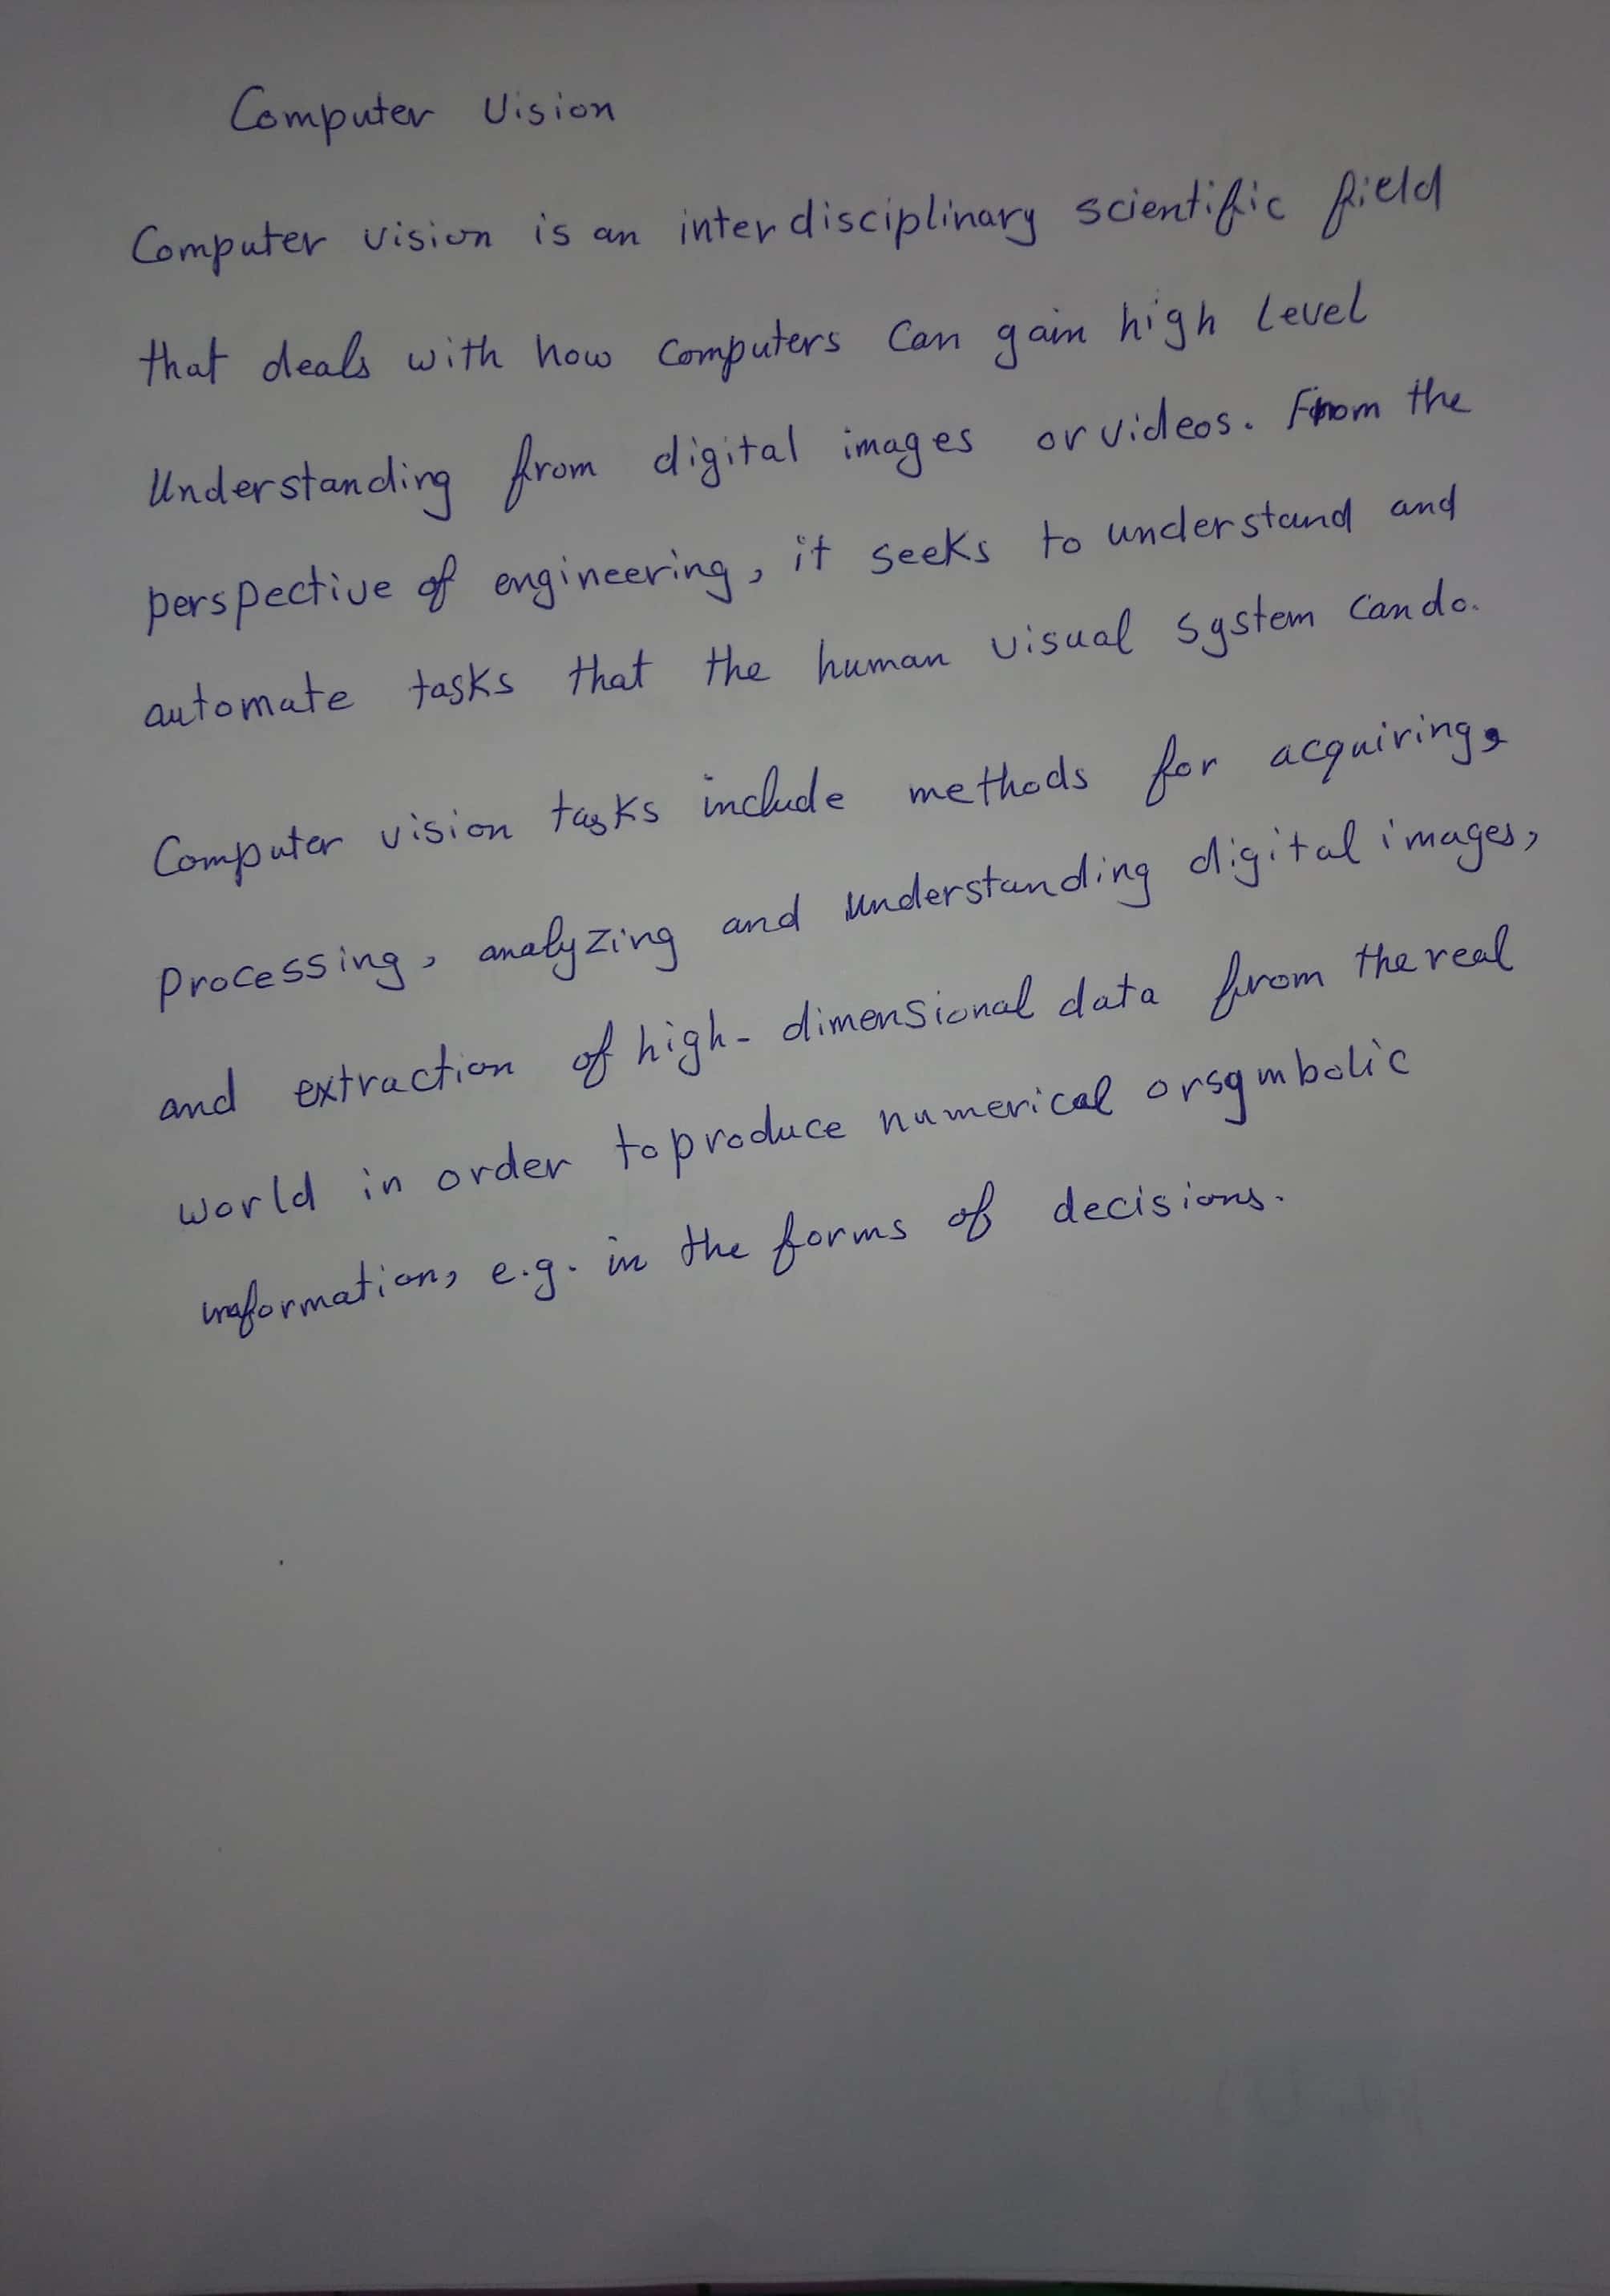 Computer Vision
Computer vision is an interdisciplinary scientific field
that deals with how computers can gain high level
understanding from digital images or videos. From the
perspective of engineering, it seeks to understand and
automate tasks that the human visual system can do.
Computer vision tasks include methods for acquiring,
processing, analyzing and understanding digital images,
and extraction of high-dimensional data from the real
world in order to produce numerical or symbolic
information, e.g. in the forms of decisions.